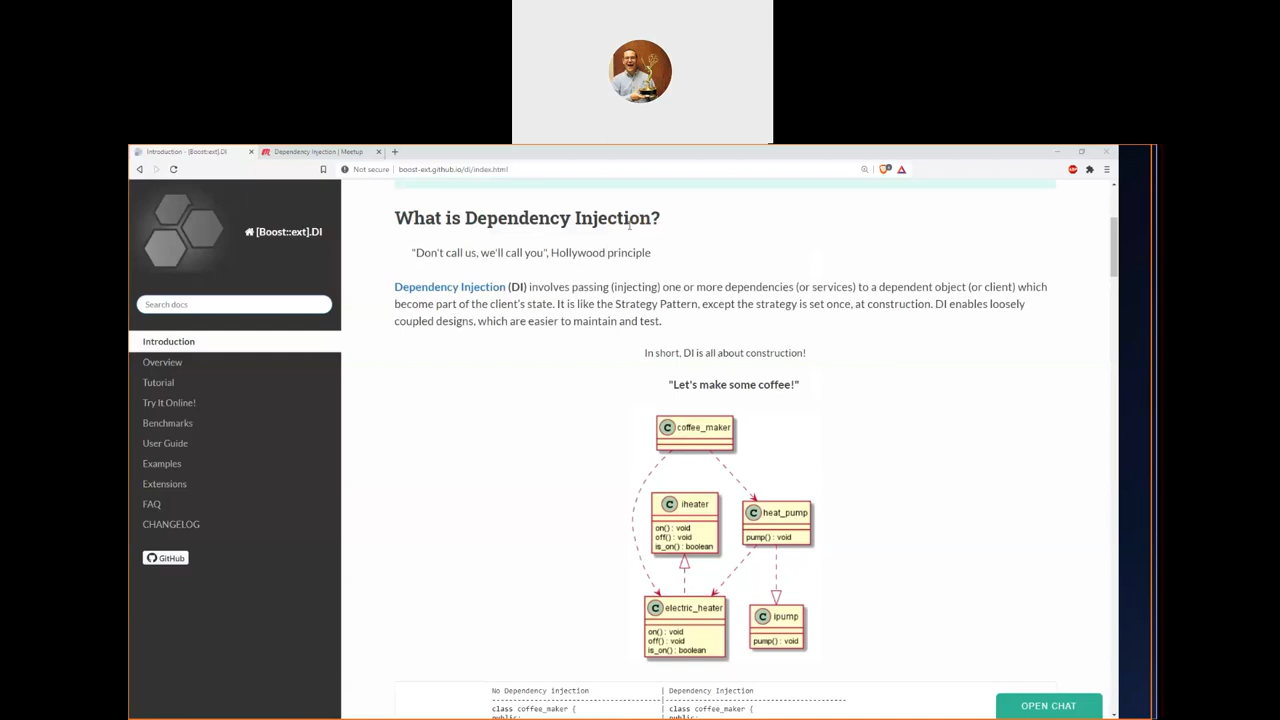 Introduction - [Boost::ext].DI
Dependency Injection | Meetup
Not secure
boost-ext.github.io/di/index.html
[Boost::ext].DI
Search docs
Introduction
Overview
Tutorial
Try It Online!
Benchmarks
User Guide
Examples
Extensions
FAQ
CHANGELOG
GitHub
What is Dependency Injection?
"Don't call us, we'll call you", Hollywood principle
Dependency Injection (DI) involves passing (injecting) one or more dependencies (or services) to a dependent object (or client) which
become part of the client's state. It is like the Strategy Pattern, except the strategy is set once, at construction. DI enables loosely
coupled designs, which are easier to maintain and test.
In short, DI is all about construction!
"Let's make some coffee!"
C coffee_maker
C iheater
on() : void
off() : void
is_on() : boolean
C heat_pump
pump() : void
C electric_heater
on() : void
off() : void
is_on() : boolean
C ipump
pump() : void
No Dependency Injection | Dependency Injection
class coffee_maker { | class coffee_maker {
public: | public:
OPEN CHAT